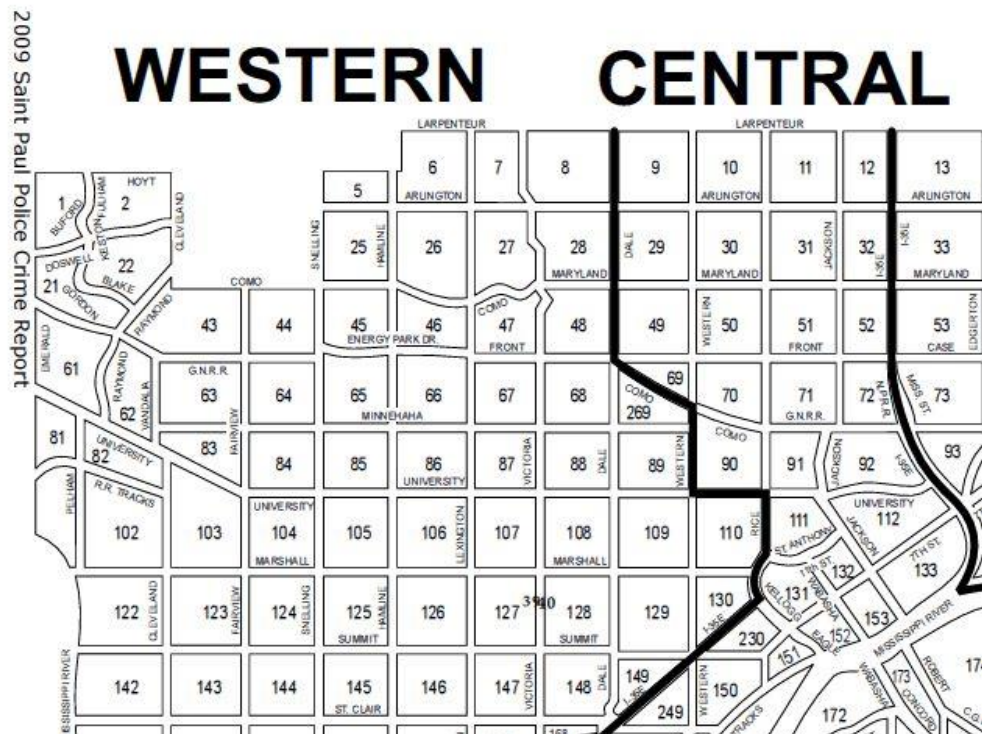 2009 Saint Paul Police Crime Report
WESTERN CENTRAL
LARPENTEUR LARPENTEUR
6 7 8 9 10 11 12 13
ARLINGTON ARLINGTON ARLINGTON
5
HOYT
1 2
BUFORD FULHAM
KESTON CLEVELAND
SNELLING 25 HAMLINE 26 27 28 DALE 29 30 31 JACKSON 32 I-35E I-35E 33
MARYLAND MARYLAND MARYLAND
DOSWELL 22
21 BLAKE
GORDON
RAYMOND
COMO
COMO
43 44 45 46 47 48 49 WESTERN 50 51 52 53 EDGERTON
ENERGY PARK DR. FRONT FRONT CASE
EMERALD
61 RAYMOND
G.N.R.R.
62 VANDALIA 63 64 65 66 67 68 69 70 71 72 73
COMO
269
N.P.R.R. MISS. ST.
MINNEHAHA G.N.R.R.
FAIRVIEW
COMO
81 82 UNIVERSITY 83 84 85 86 87 VICTORIA 88 DALE 89 WESTERN 90 91 JACKSON 92 I-35E 93
UNIVERSITY
PELHAM R.R. TRACKS
UNIVERSITY UNIVERSITY
102 103 104 105 106 LEXINGTON 107 108 109 110 RICE 111 JACKSON 112
MARSHALL MARSHALL
ST. ANTHONY
7TH ST.
11TH ST. 132 133
122 CLEVELAND 123 FAIRVIEW 124 SNELLING 125 HAMLINE 126 127 128 129 130 131 WABASHA 153
KELLOGG
I-35E
SUMMIT SUMMIT
230 EAGLE 152
MISSISSIPPI RIVER
151
142 143 144 145 146 147 VICTORIA 148 DALE 149 I-35E WESTERN 150
WABASHA 173 ROBERT
CONCORD
ST. CLAIR
249 TRACKS 172